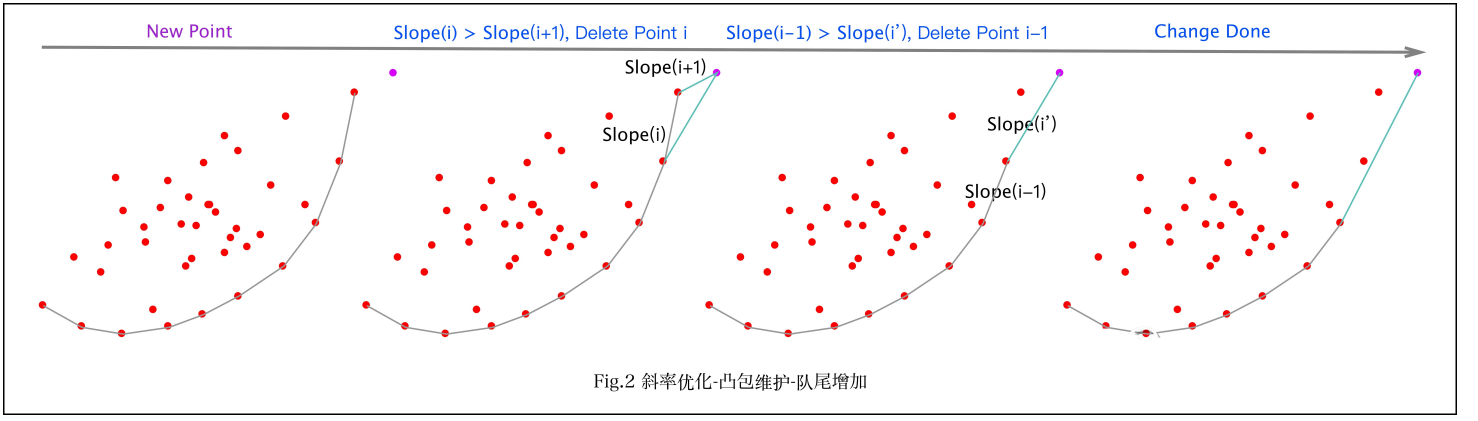 New Point
Slope(i) > Slope(i+1), Delete Point i
Slope(i-1) > Slope(i’), Delete Point i-1
Change Done
Slope(i+1)
Slope(i)
Slope(i’)
Slope(i-1)
Fig.2 斜率优化-凸包维护-队尾增加